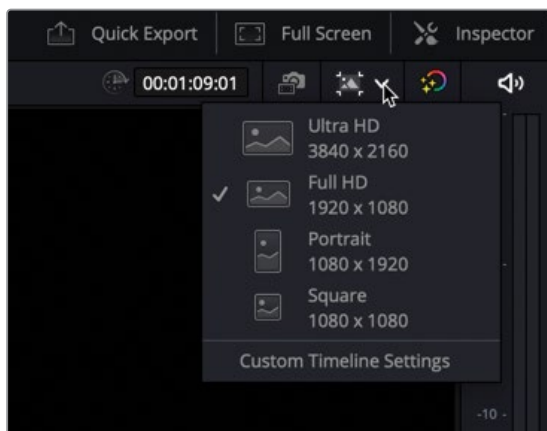 Quick Export Full Screen Inspector
00:01:09:01
Ultra HD
3840 x 2160
Full HD
1920 x 1080
Portrait
1080 x 1920
Square
1080 x 1080
Custom Timeline Settings
-10